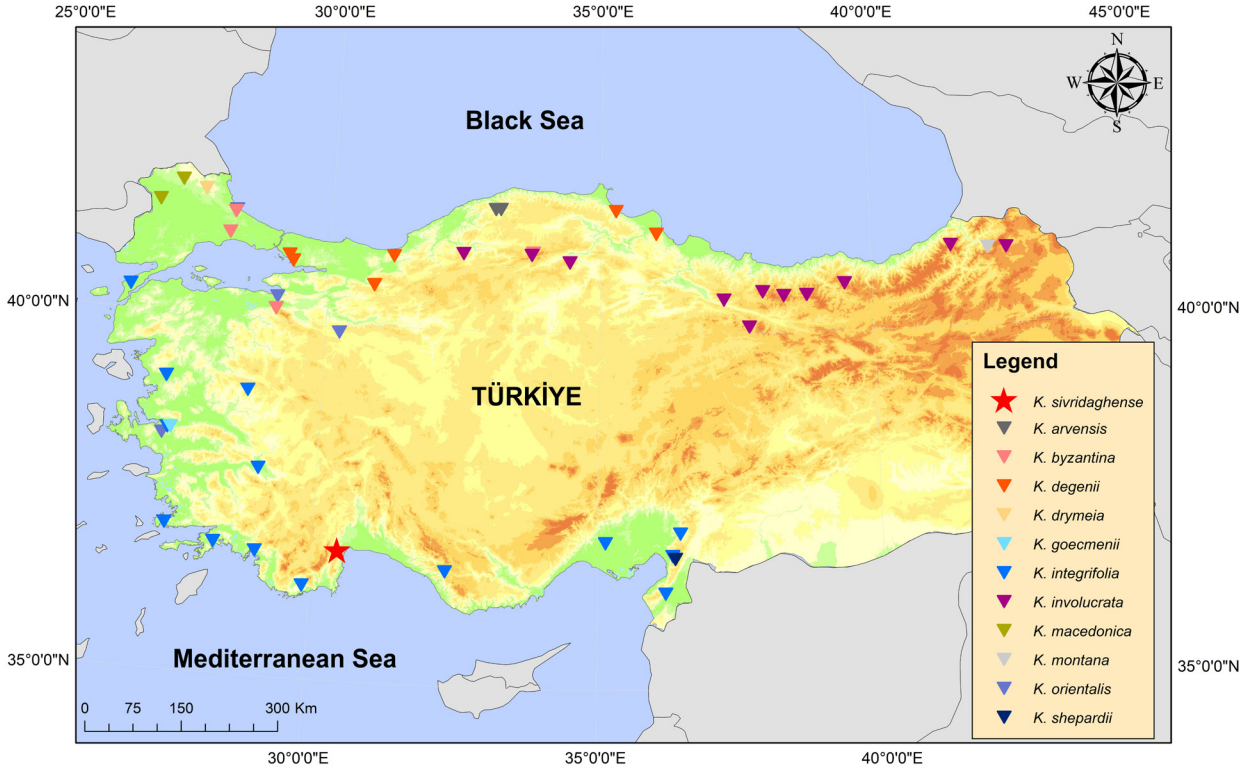 25°0'0"E 30°0'0"E 35°0'0"E 40°0'0"E 45°0'0"E
N
W E
S
Black Sea
40°0'0"N 40°0'0"N
TÜRKİYE
Legend
K. sivridaghense
K. arvensis
K. byzantina
K. degenii
K. drymeia
K. goecmenii
K. integrifolia
K. involucrata
K. macedonica
K. montana
K. orientalis
K. shepardii
Mediterranean Sea
35°0'0"N 35°0'0"N
0 75 150 300 Km
30°0'0"E 35°0'0"E 40°0'0"E